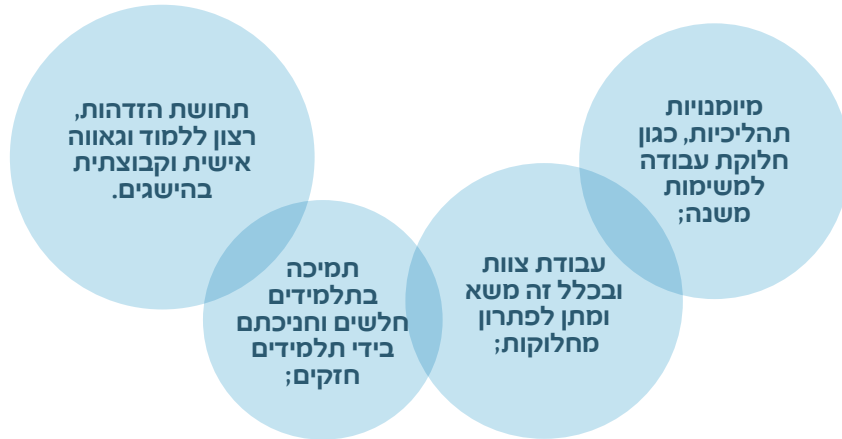 מיומנויות
תהליכיות, כגון
חלוקת עבודה
למשימות
משנה;
עבודת צוות
ובכלל זה משא
ומתן לפתרון
מחלוקות;
תמיכה
בתלמידים
חלשים וחניכתם
בידי תלמידים
חזקים;
תחושת הזדהות,
רצון ללמוד וגאווה
אישית וקבוצתית
בהישגים.